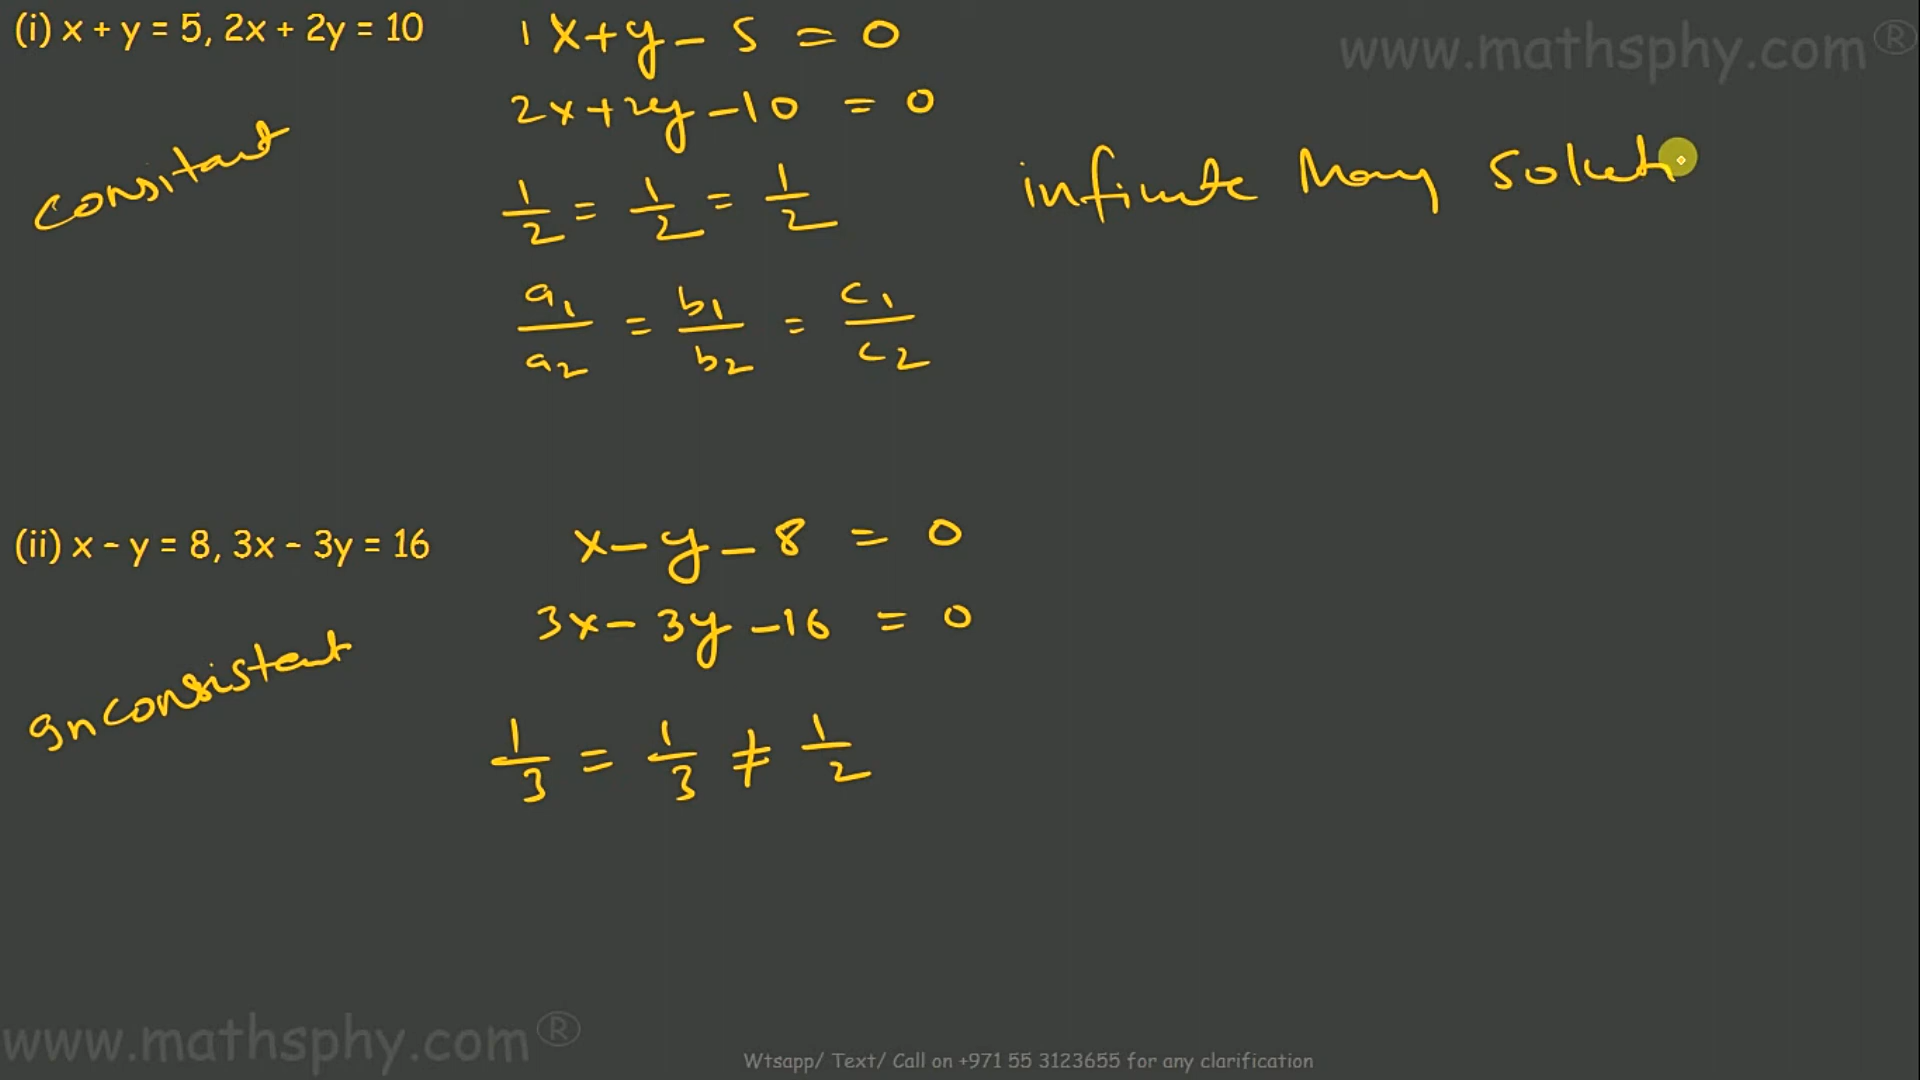 (i) x + y = 5, 2x + 2y = 10
1x + y - 5 = 0
www.mathsphy.com®
2x + 2y - 10 = 0
consitant
infinite Many Soluti
1/2 = 1/2 = 1/2
a1/a2 = b1/b2 = c1/c2
(ii) x - y = 8, 3x - 3y = 16
x - y - 8 = 0
3x - 3y - 16 = 0
Inconsistent
1/3 = 1/3 ≠ 1/2
www.mathsphy.com®
Wtsapp/ Text/ Call on +971 55 3123655 for any clarification